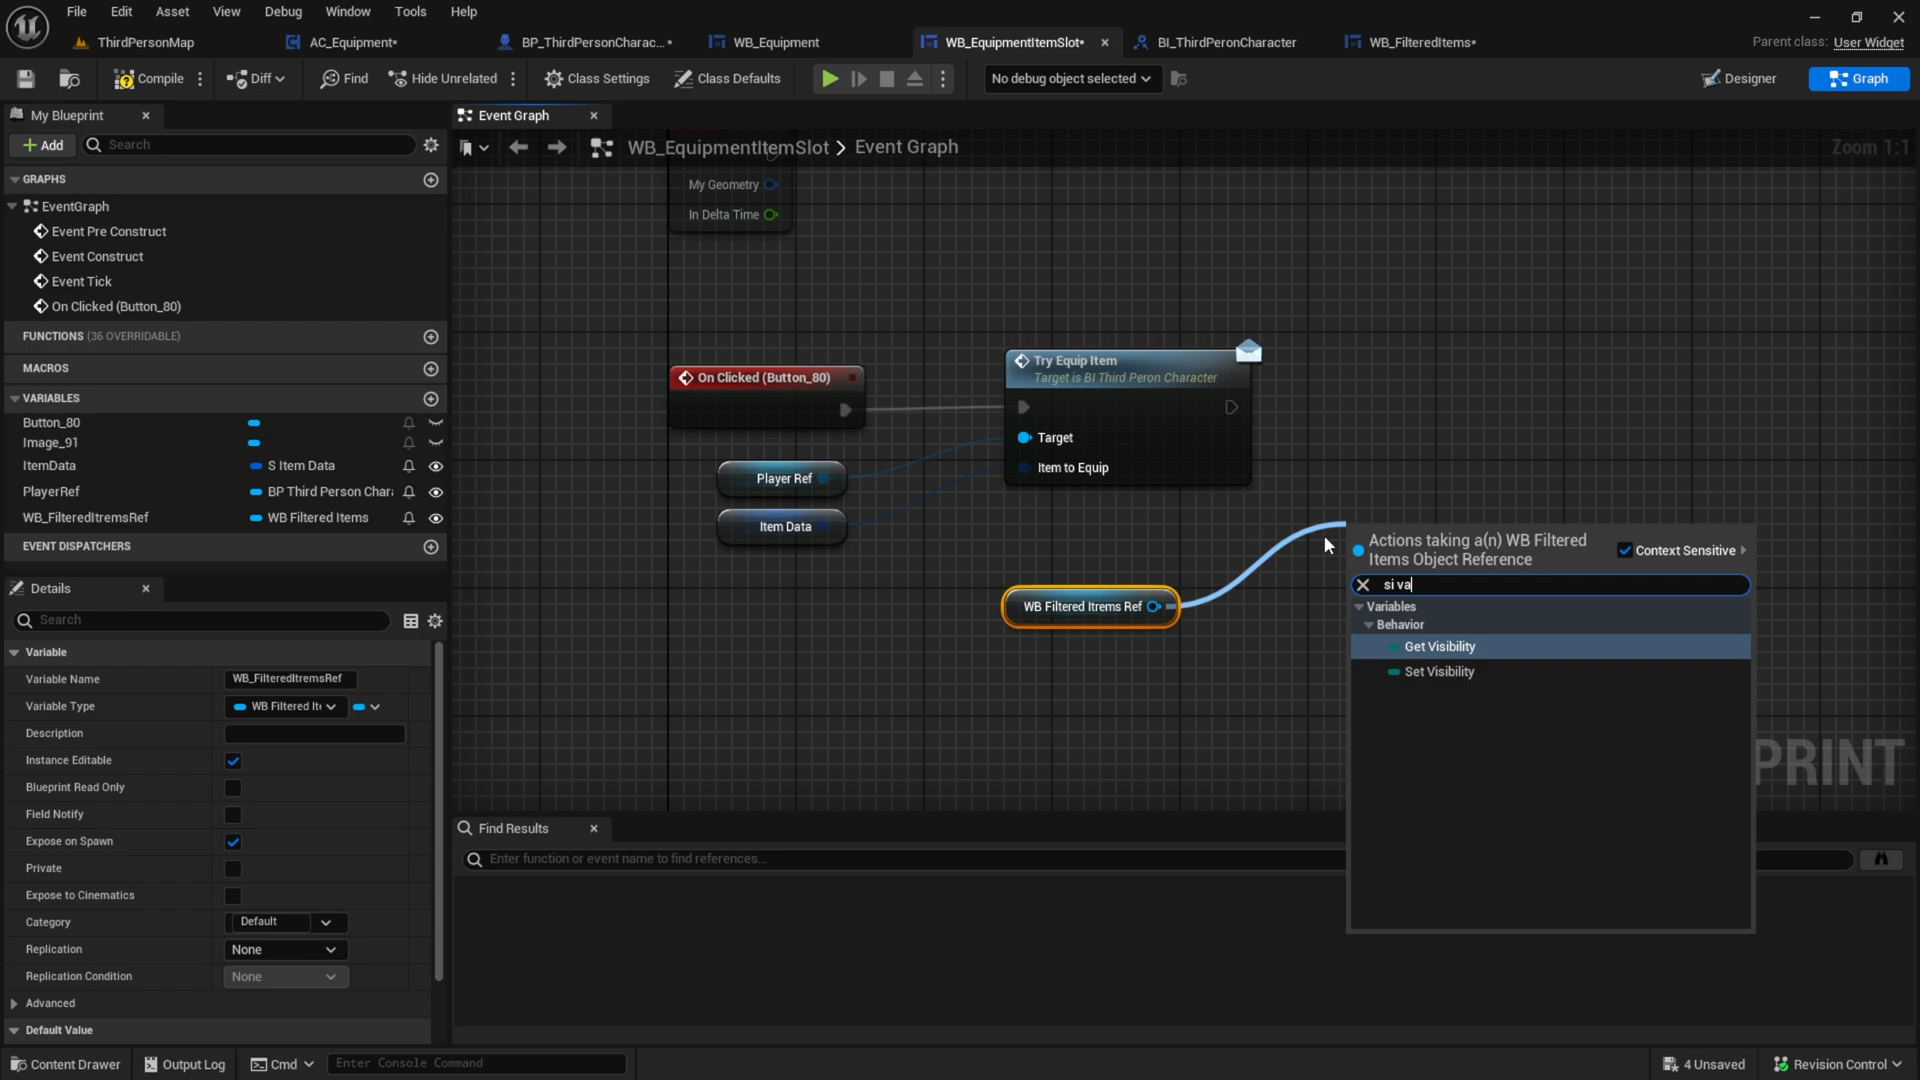 File Edit Asset View Debug Window Tools Help
ThirdPersonMap AC_Equipment* BP_ThirdPersonCharac...* WB_Equipment WB_EquipmentItemSlot* BI_ThirdPeronCharacter WB_FilteredItems* Parent class: User Widget
Compile Diff Find Hide Unrelated Class Settings Class Defaults No debug object selected Designer Graph
My Blueprint
Event Graph
Add Search
WB_EquipmentItemSlot > Event Graph
Zoom 1:1
GRAPHS
EventGraph
Event Pre Construct
Event Construct
Event Tick
On Clicked (Button_80)
FUNCTIONS (36 OVERRIDABLE)
MACROS
VARIABLES
Button_80
Image_91
ItemData S Item Data
PlayerRef BP Third Person Chara
WB_FilteredItremsRef WB Filtered Items
EVENT DISPATCHERS
My Geometry
In Delta Time
On Clicked (Button_80)
Try Equip Item
Target is BI Third Peron Character
Target
Item to Equip
Player Ref
Item Data
WB Filtered Itrems Ref
Actions taking a(n) WB Filtered
Items Object Reference
Context Sensitive
si va
Variables
Behavior
Get Visibility
Set Visibility
PRINT
Details
Search
Variable
Variable Name WB_FilteredItremsRef
Variable Type WB Filtered Ite
Description
Instance Editable
Blueprint Read Only
Field Notify
Expose on Spawn
Private
Expose to Cinematics
Category Default
Replication None
Replication Condition None
Advanced
Default Value
Find Results
Enter function or event name to find references...
Content Drawer Output Log Cmd Enter Console Command 4 Unsaved Revision Control